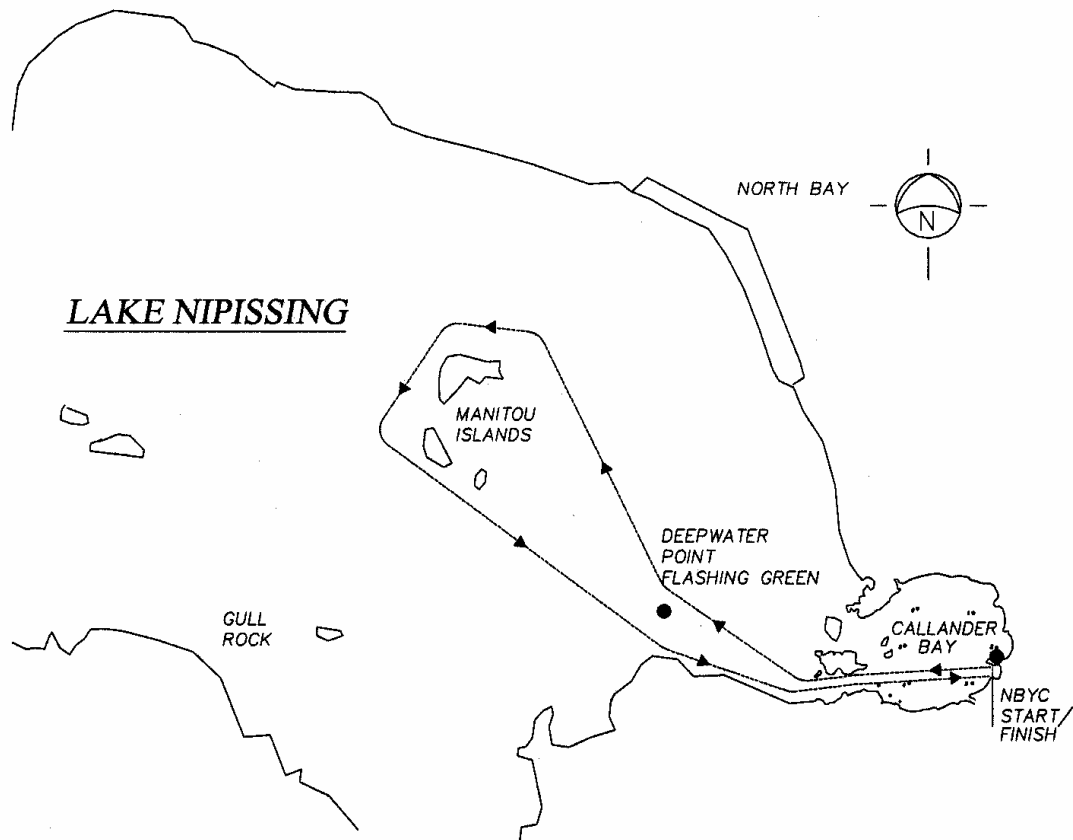 NORTH BAY
N
LAKE NIPISSING
MANITOU
ISLANDS
DEEPWATER
POINT
FLASHING GREEN
GULL
ROCK
CALLANDER
BAY
NBYC
START/
FINISH